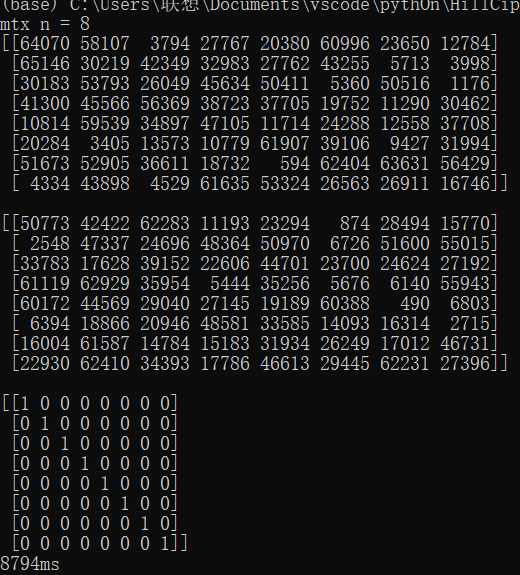 (base) C:\Users\联想\Documents\vscode\pythOn\HillCip
mtx n = 8
[[64070 58107  3794 27767 20380 60996 23650 12784]
 [65146 30219 42349 32983 27762 43255  5713  3998]
 [30183 53793 26049 45634 50411  5360 50516  1176]
 [41300 45566 56369 38723 37705 19752 11290 30462]
 [10814 59539 34897 47105 11714 24288 12558 37708]
 [20284  3405 13573 10779 61907 39106  9427 31994]
 [51673 52905 36611 18732   594 62404 63631 56429]
 [ 4334 43898  4529 61635 53324 26563 26911 16746]]
[[50773 42422 62283 11193 23294   874 28494 15770]
 [ 2548 47337 24696 48364 50970  6726 51600 55015]
 [33783 17628 39152 22606 44701 23700 24624 27192]
 [61119 62929 35954  5444 35256  5676  6140 55943]
 [60172 44569 29040 27145 19189 60388   490  6803]
 [ 6394 18866 20946 48581 33585 14093 16314  2715]
 [16004 61587 14784 15183 31934 26249 17012 46731]
 [22930 62410 34393 17786 46613 29445 62231 27396]]
[[1 0 0 0 0 0 0 0]
 [0 1 0 0 0 0 0 0]
 [0 0 1 0 0 0 0 0]
 [0 0 0 1 0 0 0 0]
 [0 0 0 0 1 0 0 0]
 [0 0 0 0 0 1 0 0]
 [0 0 0 0 0 0 1 0]
 [0 0 0 0 0 0 0 1]]
8794ms